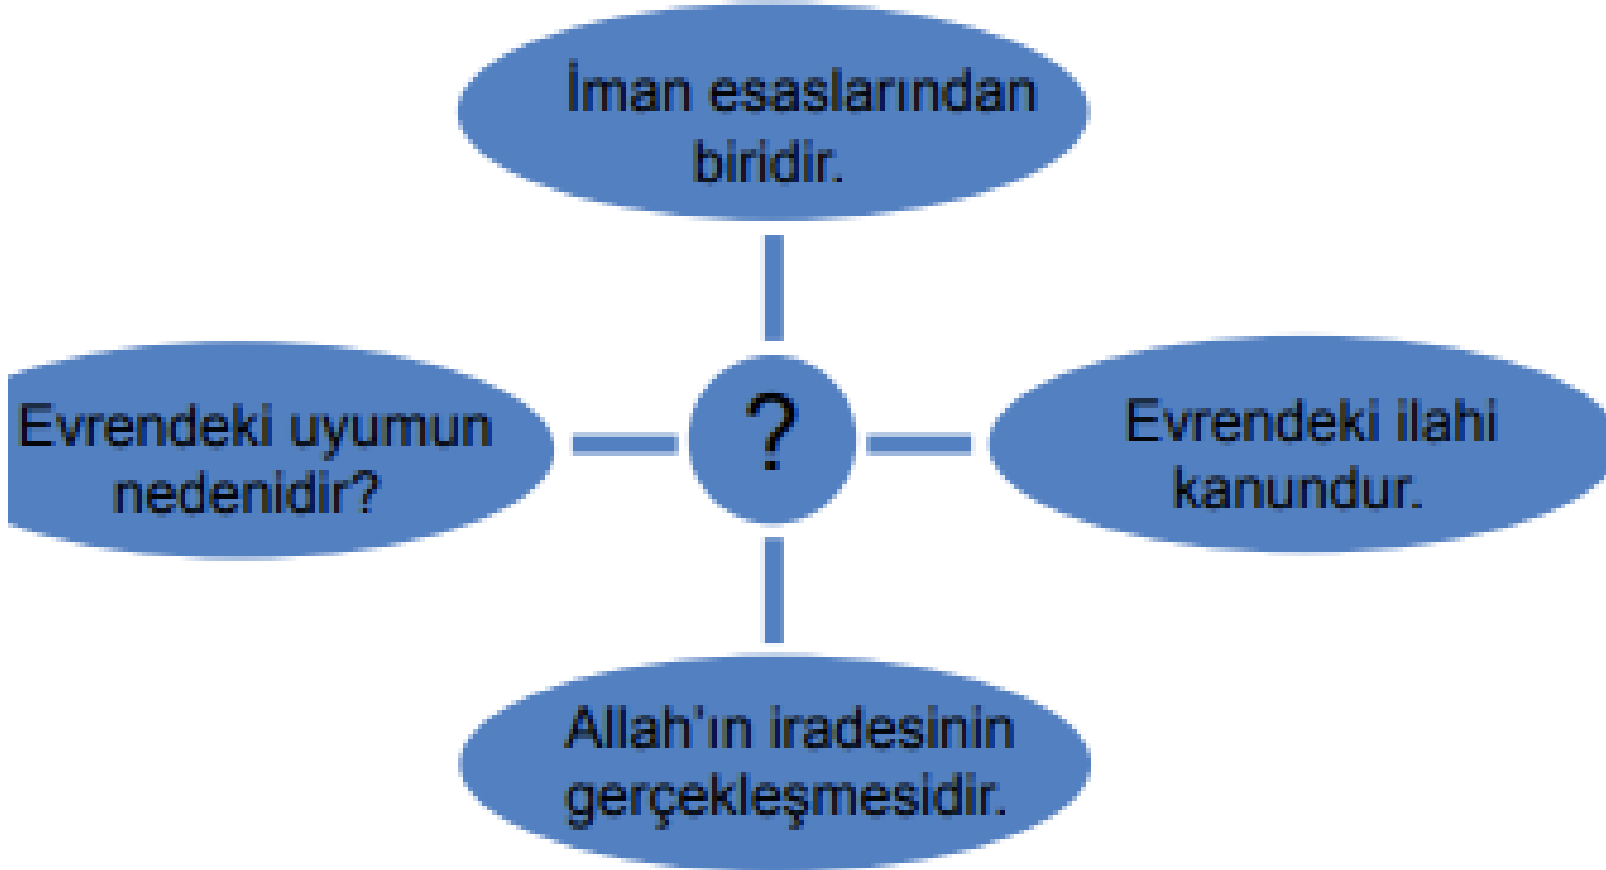 İman esaslarından
biridir.
Evrendeki uyumun
nedenidir?
?
Evrendeki ilahi
kanundur.
Allah'ın iradesinin
gerçekleşmesidir.